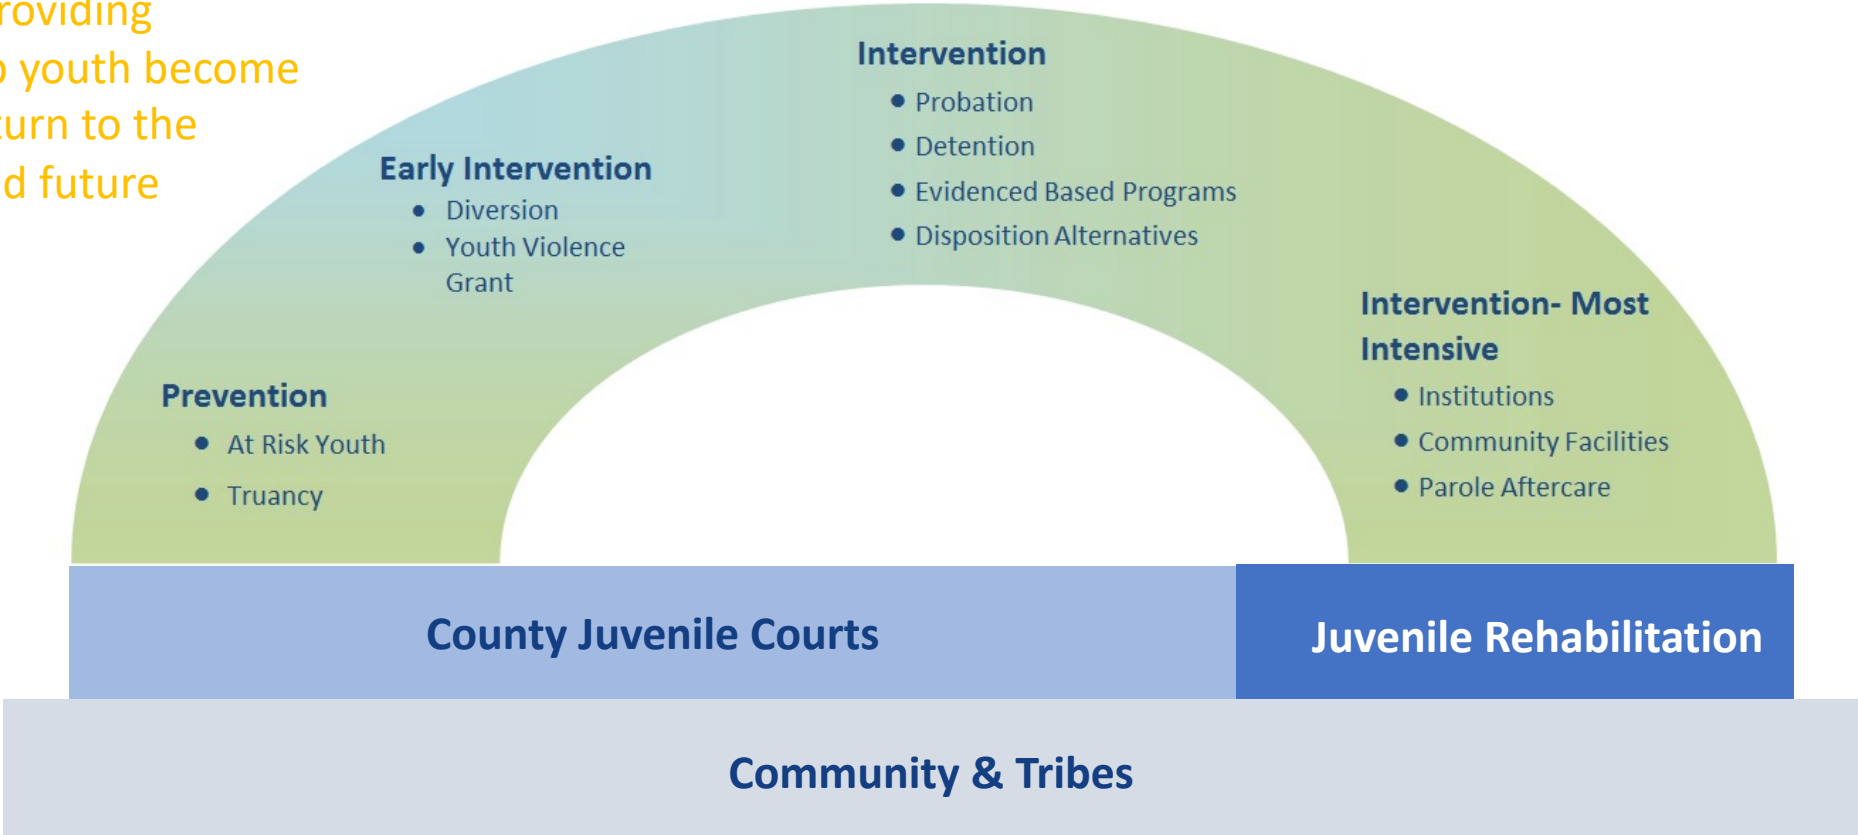 youth become
to the
future
Intervention
• Probation
• Detention
• Evidenced Based Programs
• Disposition Alternatives
Early Intervention
• Diversion
• Youth Violence
Grant
Intervention- Most
Intensive
• Institutions
• Community Facilities
• Parole Aftercare
Prevention
• At Risk Youth
• Truancy
County Juvenile Courts
Juvenile Rehabilitation
Community & Tribes